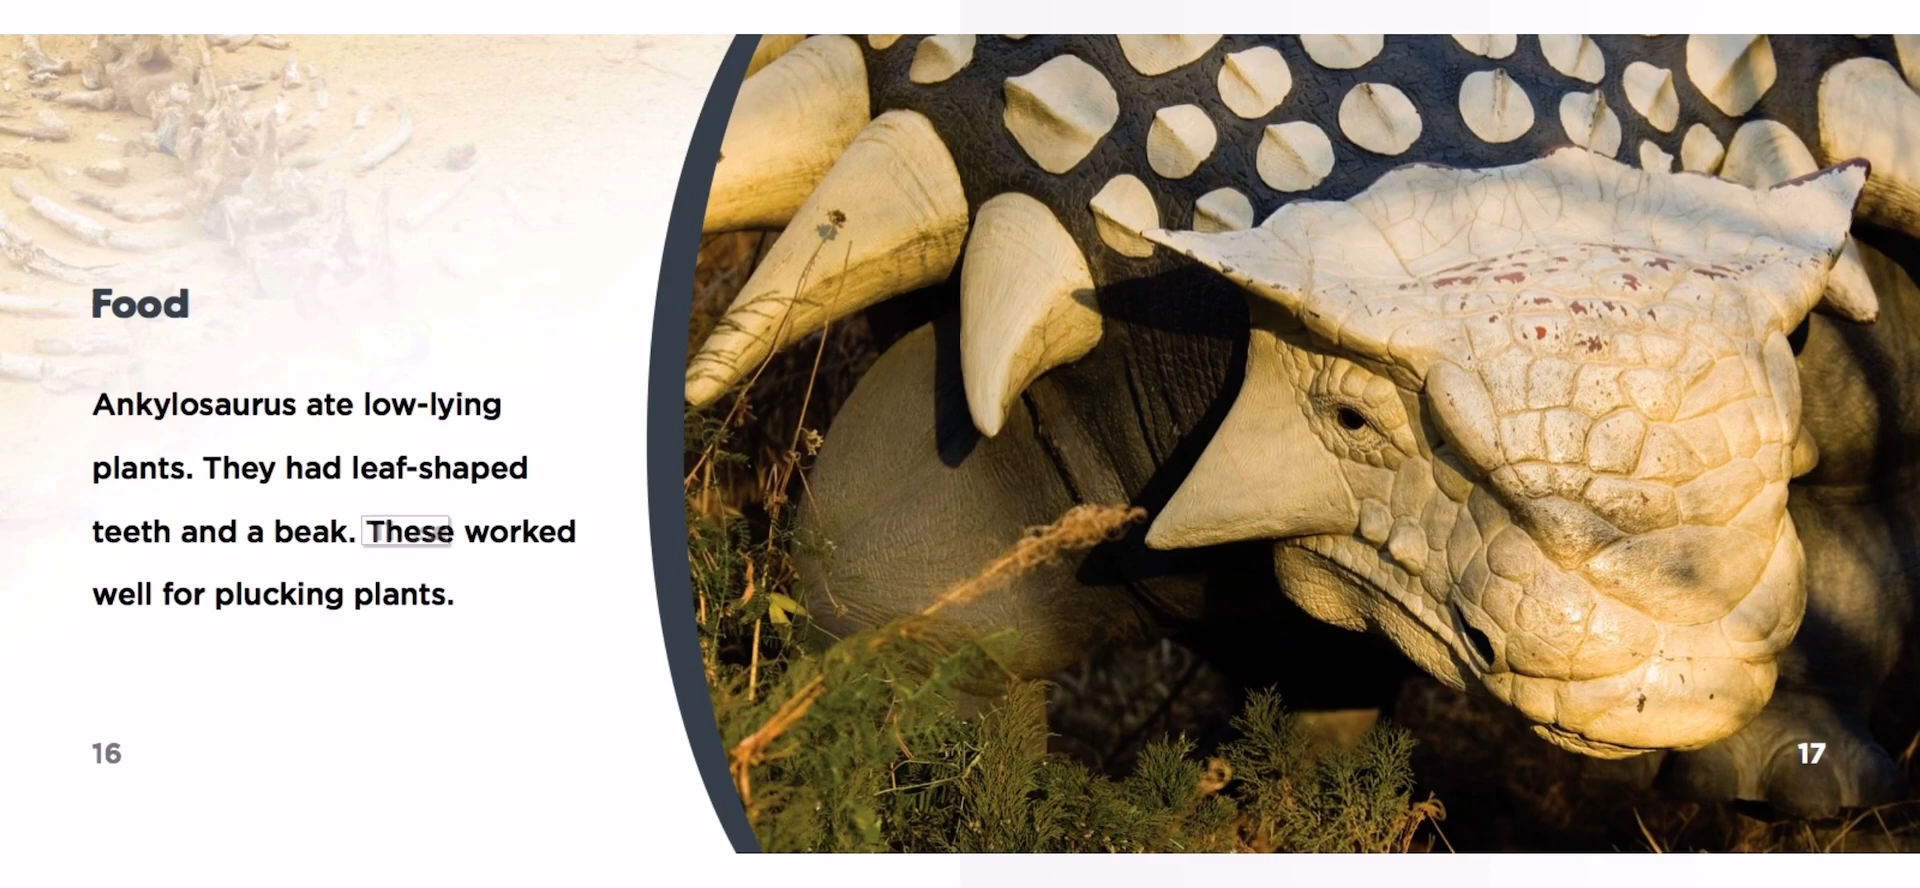 Food
Ankylosaurus ate low-lying
plants. They had leaf-shaped
teeth and a beak. These worked
well for plucking plants.
16
17